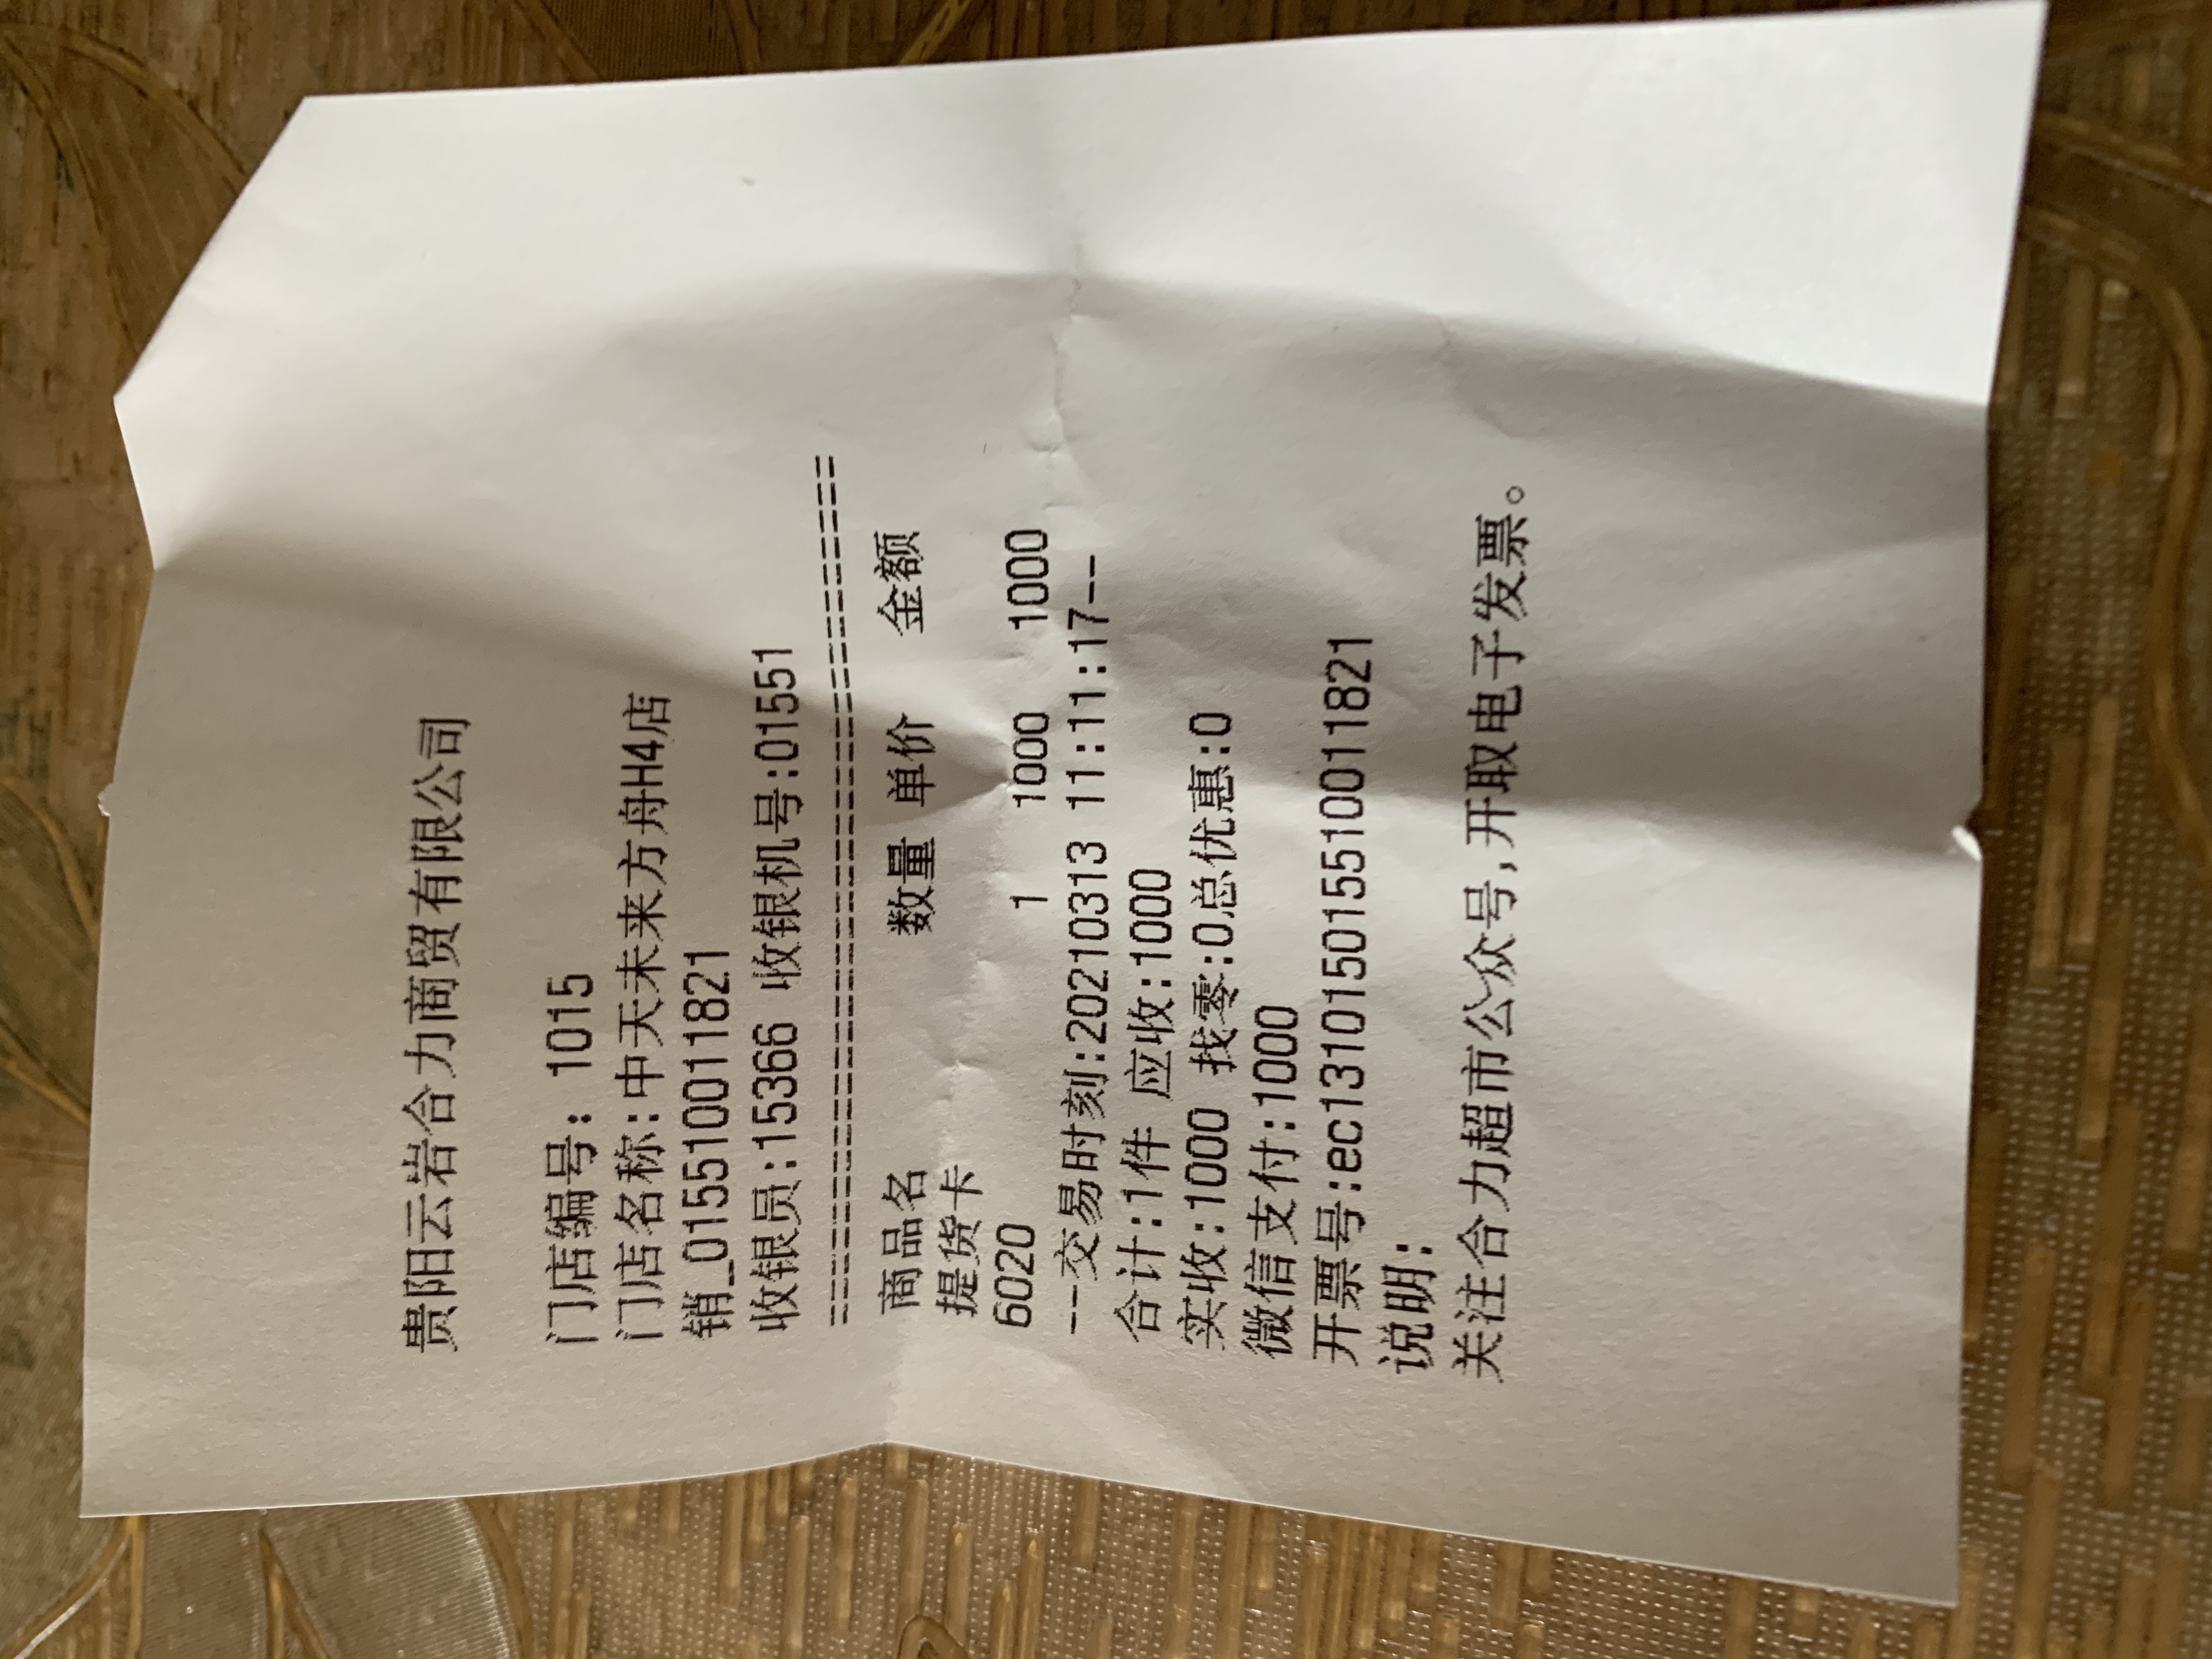 贵阳云岩合力商贸有限公司
门店编号: 1015
门店名称:中天未来方舟H4店
销_0155100118​21
收银员:15366 收银机号:01551
==========================================
商品名 数量 单价 金额
提货卡
6020 1 1000 1000
--交易时刻:20210313 11:11:17--
合计:1件 应收:1000
实收:1000 找零:0总优惠:0
微信支付:1000
开票号:ec131015015510011821
说明:
关注合力超市公众号,开取电子发票。